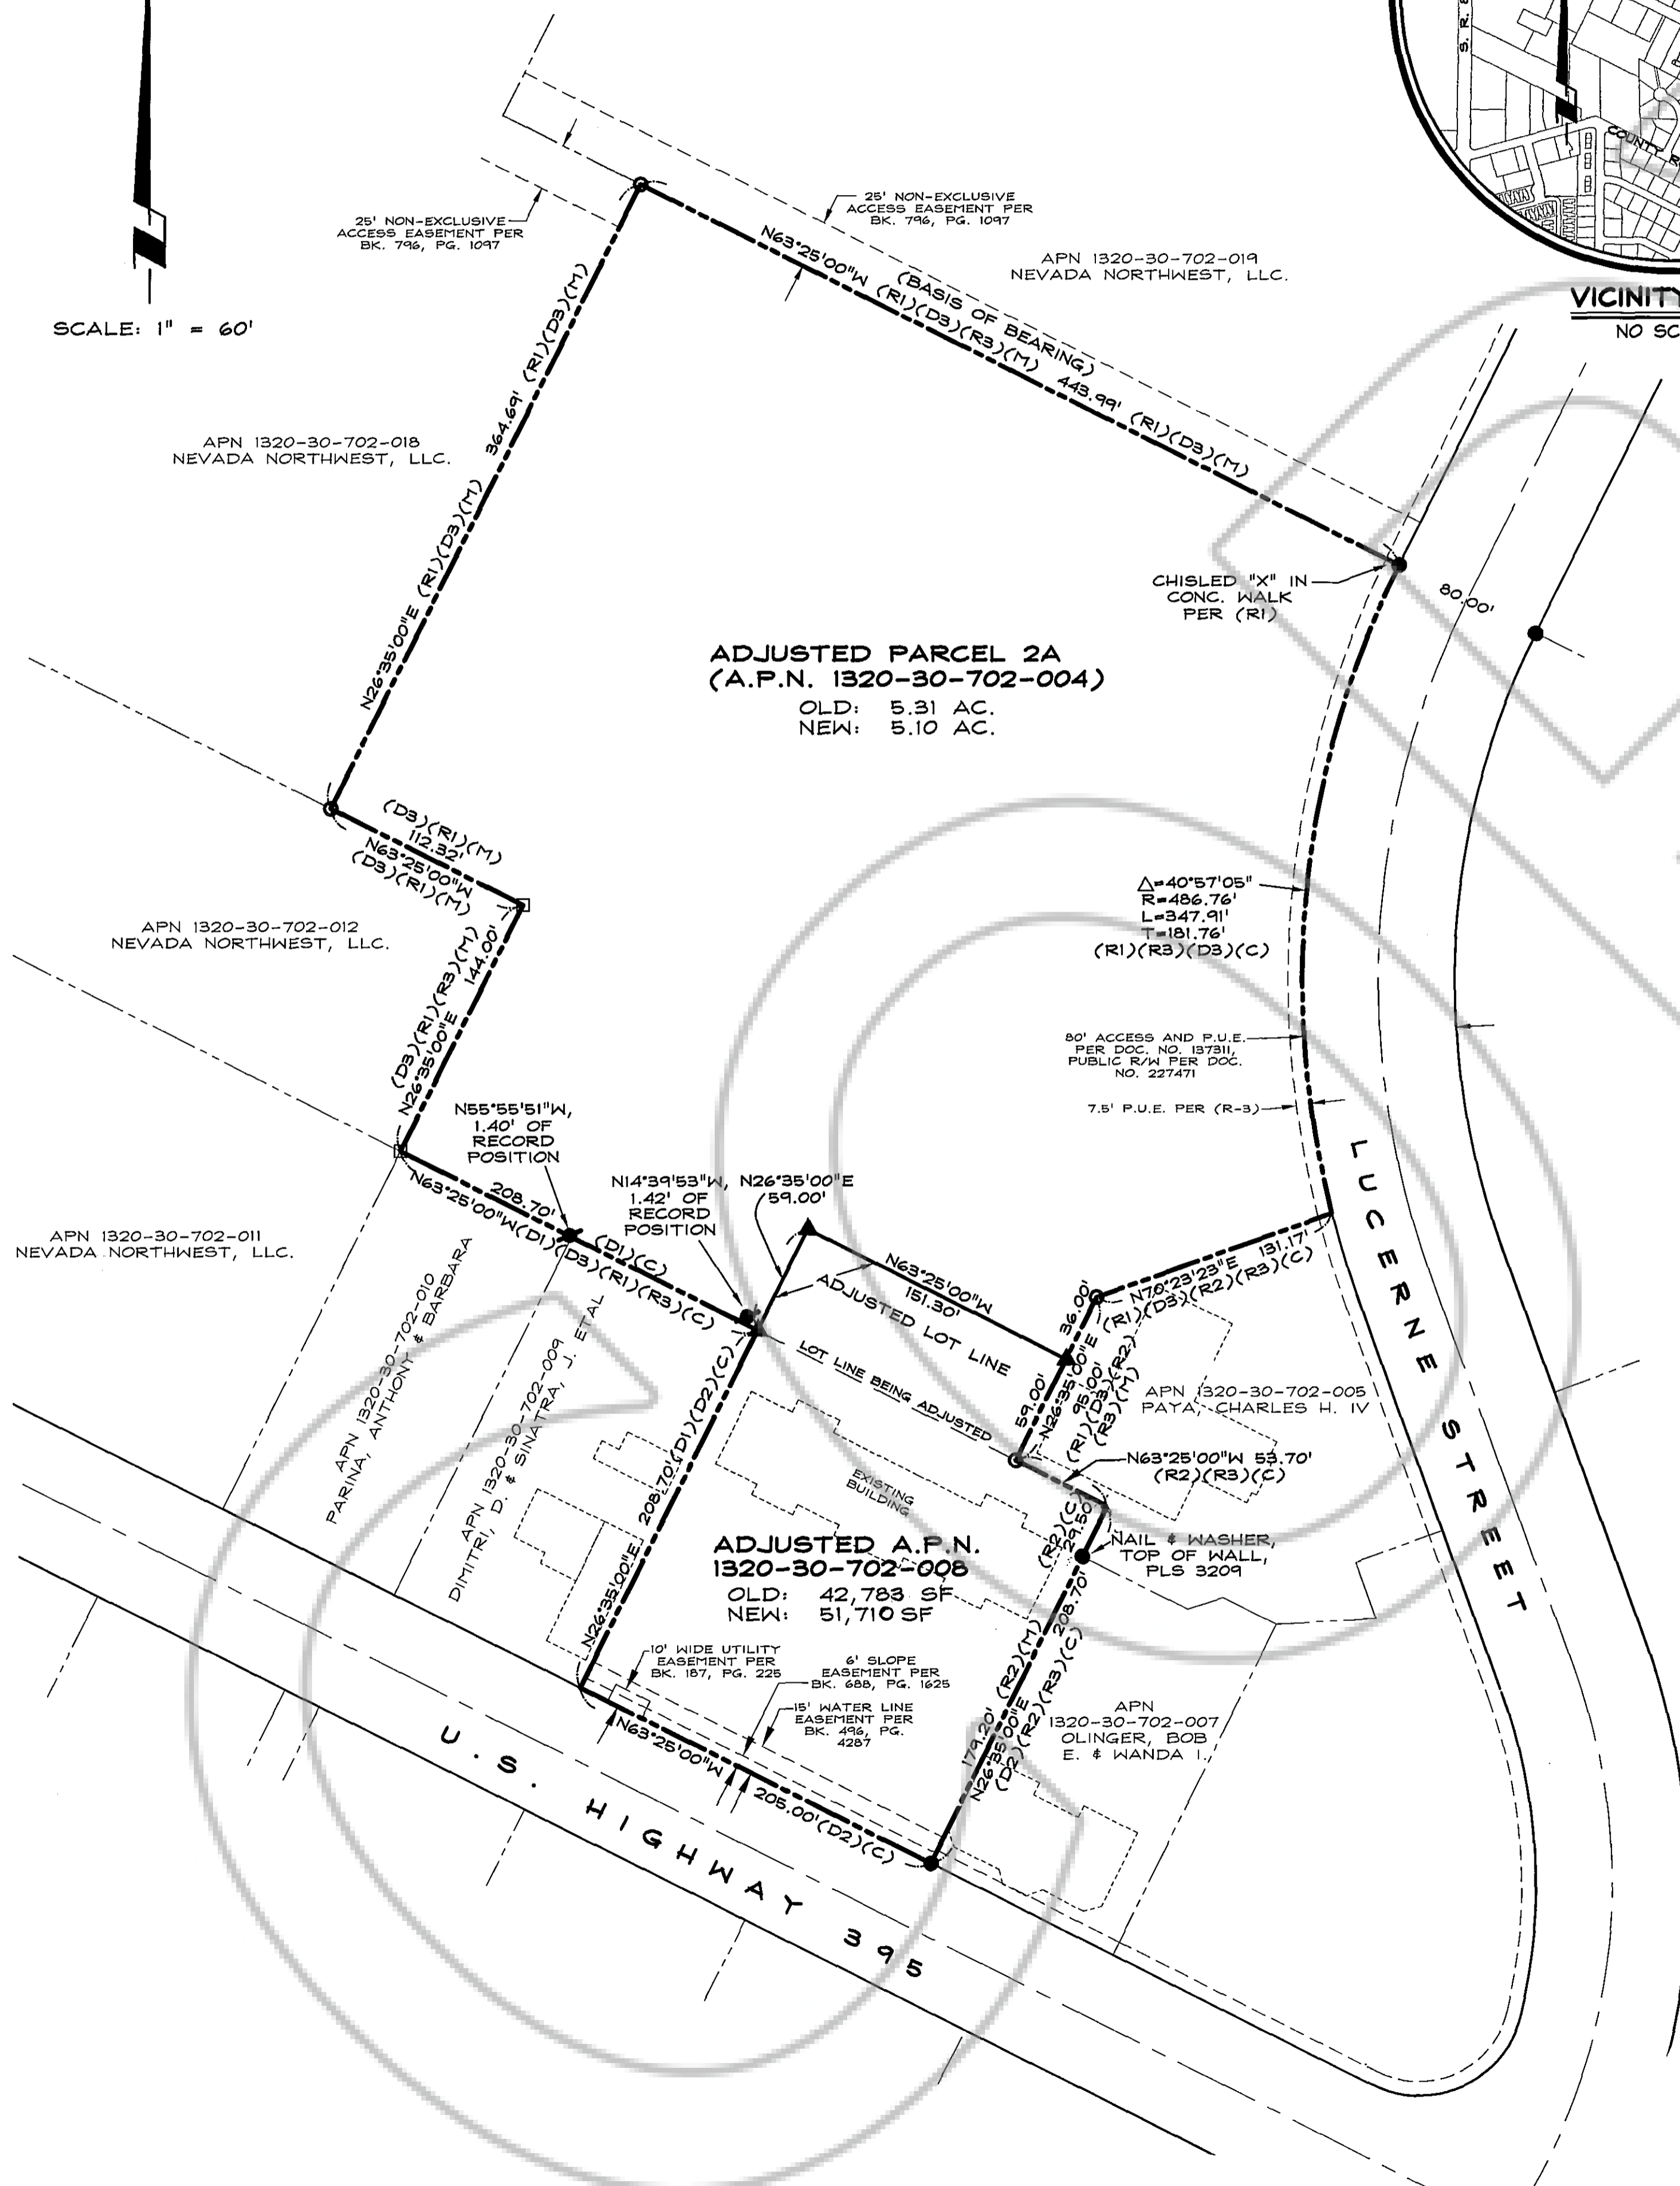 SCALE: 1" = 60'
S. R.
COUNTY
VICINITY
NO SC
25' NON-EXCLUSIVE
ACCESS EASEMENT PER
BK. 796, PG. 1097
25' NON-EXCLUSIVE
ACCESS EASEMENT PER
BK. 796, PG. 1097
APN 1320-30-702-019
NEVADA NORTHWEST, LLC.
(BASIS OF BEARING)
N63°25'00"W (R1)(D3)(R3)(M) 443.99' (R1)(D3)(M)
N26°35'00"E (R1)(D3)(M) 364.69' (R1)(D3)(M)
APN 1320-30-702-018
NEVADA NORTHWEST, LLC.
CHISLED "X" IN
CONC. WALK
PER (R1)
80.00'
ADJUSTED PARCEL 2A
(A.P.N. 1320-30-702-004)
OLD: 5.31 AC.
NEW: 5.10 AC.
(D3)(R1)(M)
112.32'
N63°25'00"W
(D3)(R1)(M)
Δ=40°57'05"
R=486.76'
L=347.91'
T=181.76'
(R1)(R3)(D3)(C)
APN 1320-30-702-012
NEVADA NORTHWEST, LLC.
(D3)(R1)(R3)(M)
N26°35'00"E 144.00'
80' ACCESS AND P.U.E.
PER DOC. NO. 137311,
PUBLIC R/W PER DOC.
NO. 227471
7.5' P.U.E. PER (R-3)
N55°55'51"W,
1.40' OF
RECORD
POSITION
N14°39'53"W,
1.42' OF
RECORD
POSITION
N26°35'00"E
59.00'
208.70' (D1)(C)
N63°25'00"W(D1)(D3)(R1)(R3)(C)
APN 1320-30-702-011
NEVADA NORTHWEST, LLC.
N63°25'00"W
151.30'
ADJUSTED LOT LINE
LOT LINE BEING ADJUSTED
N70°23'23"E 131.17'
(R1)(D3)(R2)(R3)(C)
36.00'
59.00'
N26°35'00"E
95.00'
(R1)(D3)(R2)
(R3)(M)
LUCERNE STREET
APN 1320-30-702-005
PAYA, CHARLES H. IV
N63°25'00"W 53.70'
(R2)(R3)(C)
APN 1320-30-702-010
PARINA, ANTHONY & BARBARA
APN 1320-30-702-009
DIMITRI, D. & SINATRA, J. ETAL
N26°35'00"E 208.70'(D1)(D2)(C)
EXISTING
BUILDING
(R2)(C)
29.50'
NAIL & WASHER,
TOP OF WALL,
PLS 3209
ADJUSTED A.P.N.
1320-30-702-008
OLD: 42,783 SF
NEW: 51,710 SF
10' WIDE UTILITY
EASEMENT PER
BK. 187, PG. 225
6' SLOPE
EASEMENT PER
BK. 688, PG. 1625
15' WATER LINE
EASEMENT PER
BK. 496, PG.
4287
179.20' (R2)(M)
N26°35'00"E 208.70'
(D2)(R2)(R3)(C)
APN
1320-30-702-007
OLINGER, BOB
E. & WANDA I.
N63°25'00"W
205.00'(D2)(C)
U.S. HIGHWAY 395